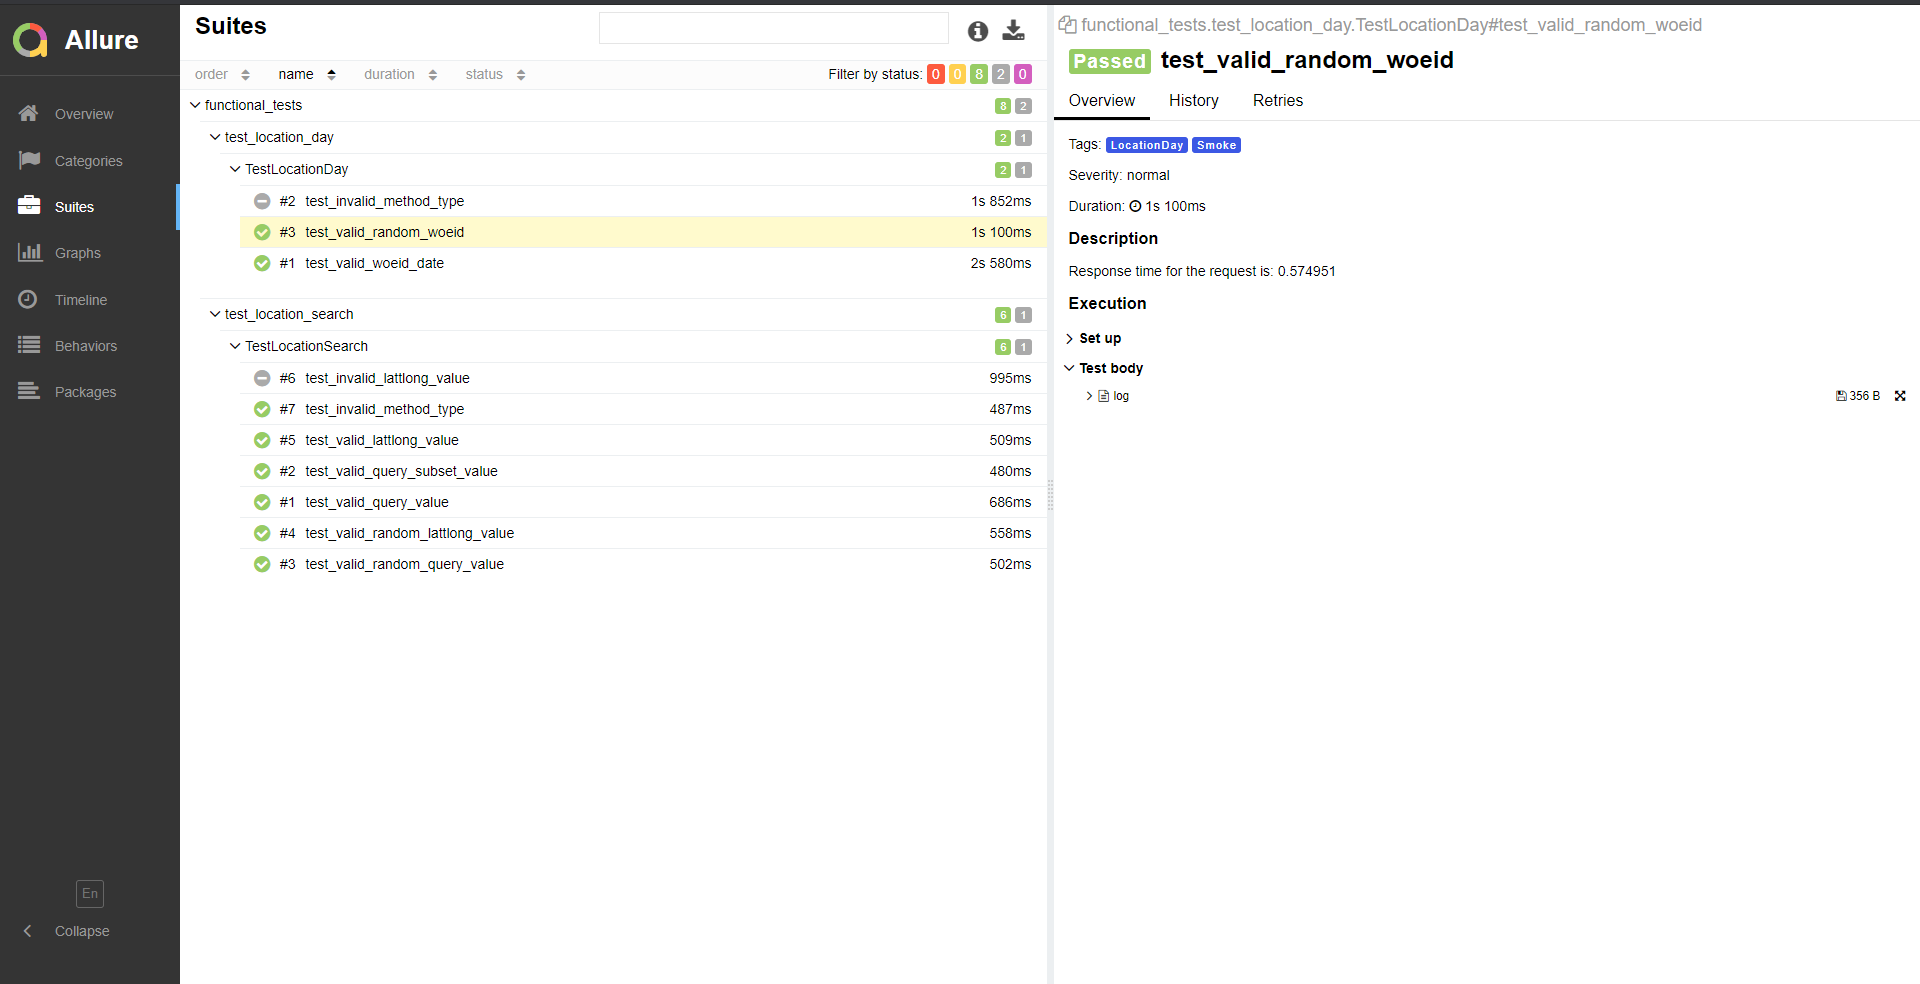 Allure
Overview
Categories
Suites
Graphs
Timeline
Behaviors
Packages
En
Collapse
Suites
order name duration status Filter by status: 0 0 8 2 0
functional_tests 8 2
test_location_day 2 1
TestLocationDay 2 1
#2 test_invalid_method_type 1s 852ms
#3 test_valid_random_woeid 1s 100ms
#1 test_valid_woeid_date 2s 580ms
test_location_search 6 1
TestLocationSearch 6 1
#6 test_invalid_lattlong_value 995ms
#7 test_invalid_method_type 487ms
#5 test_valid_lattlong_value 509ms
#2 test_valid_query_subset_value 480ms
#1 test_valid_query_value 686ms
#4 test_valid_random_lattlong_value 558ms
#3 test_valid_random_query_value 502ms
functional_tests.test_location_day.TestLocationDay#test_valid_random_woeid
Passed test_valid_random_woeid
Overview History Retries
Tags: LocationDay Smoke
Severity: normal
Duration: 1s 100ms
Description
Response time for the request is: 0.574951
Execution
Set up
Test body
log 356 B